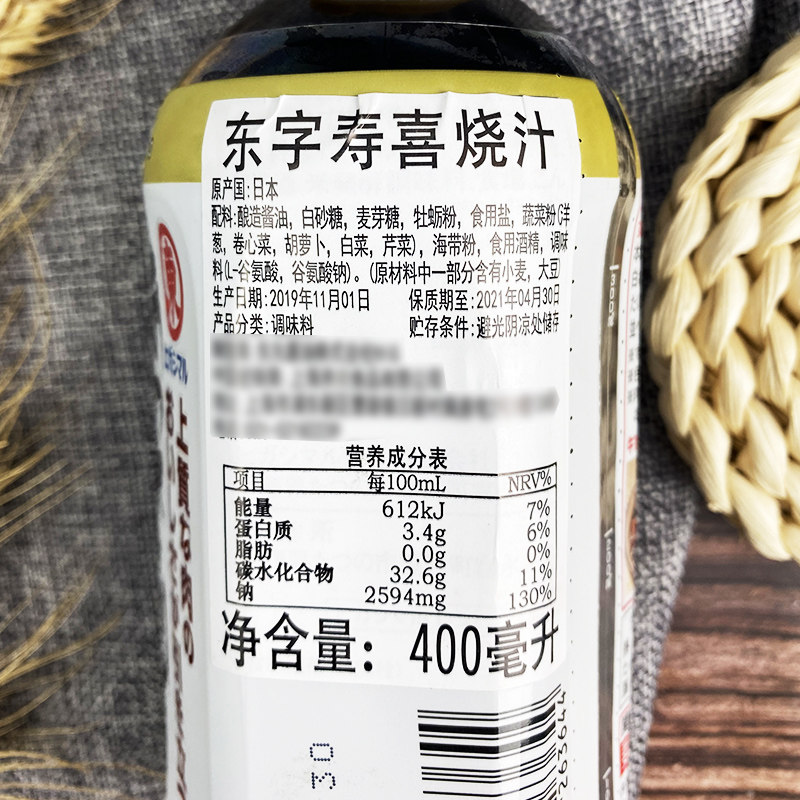 东字寿喜烧汁
原产国:日本
配料:酿造酱油，白砂糖，麦芽糖，牡蛎粉，食用盐，蔬菜粉(洋
葱，卷心菜，胡萝卜，白菜，芹菜)，海带粉，食用酒精，调味
料(L-谷氨酸，谷氨酸钠)。(原材料中一部分含有小麦，大豆)
生产日期:2019年11月01日 保质期至:2021年04月30日
产品分类:调味料 贮存条件:避光阴凉处储存
营养成分表
项目 每100mL NRV%
能量 612kJ 7%
蛋白质 3.4g 6%
脂肪 0.0g 0%
碳水化合物 32.6g 11%
钠 2594mg 130%
净含量：400毫升
30
263644
上質な肉の
300